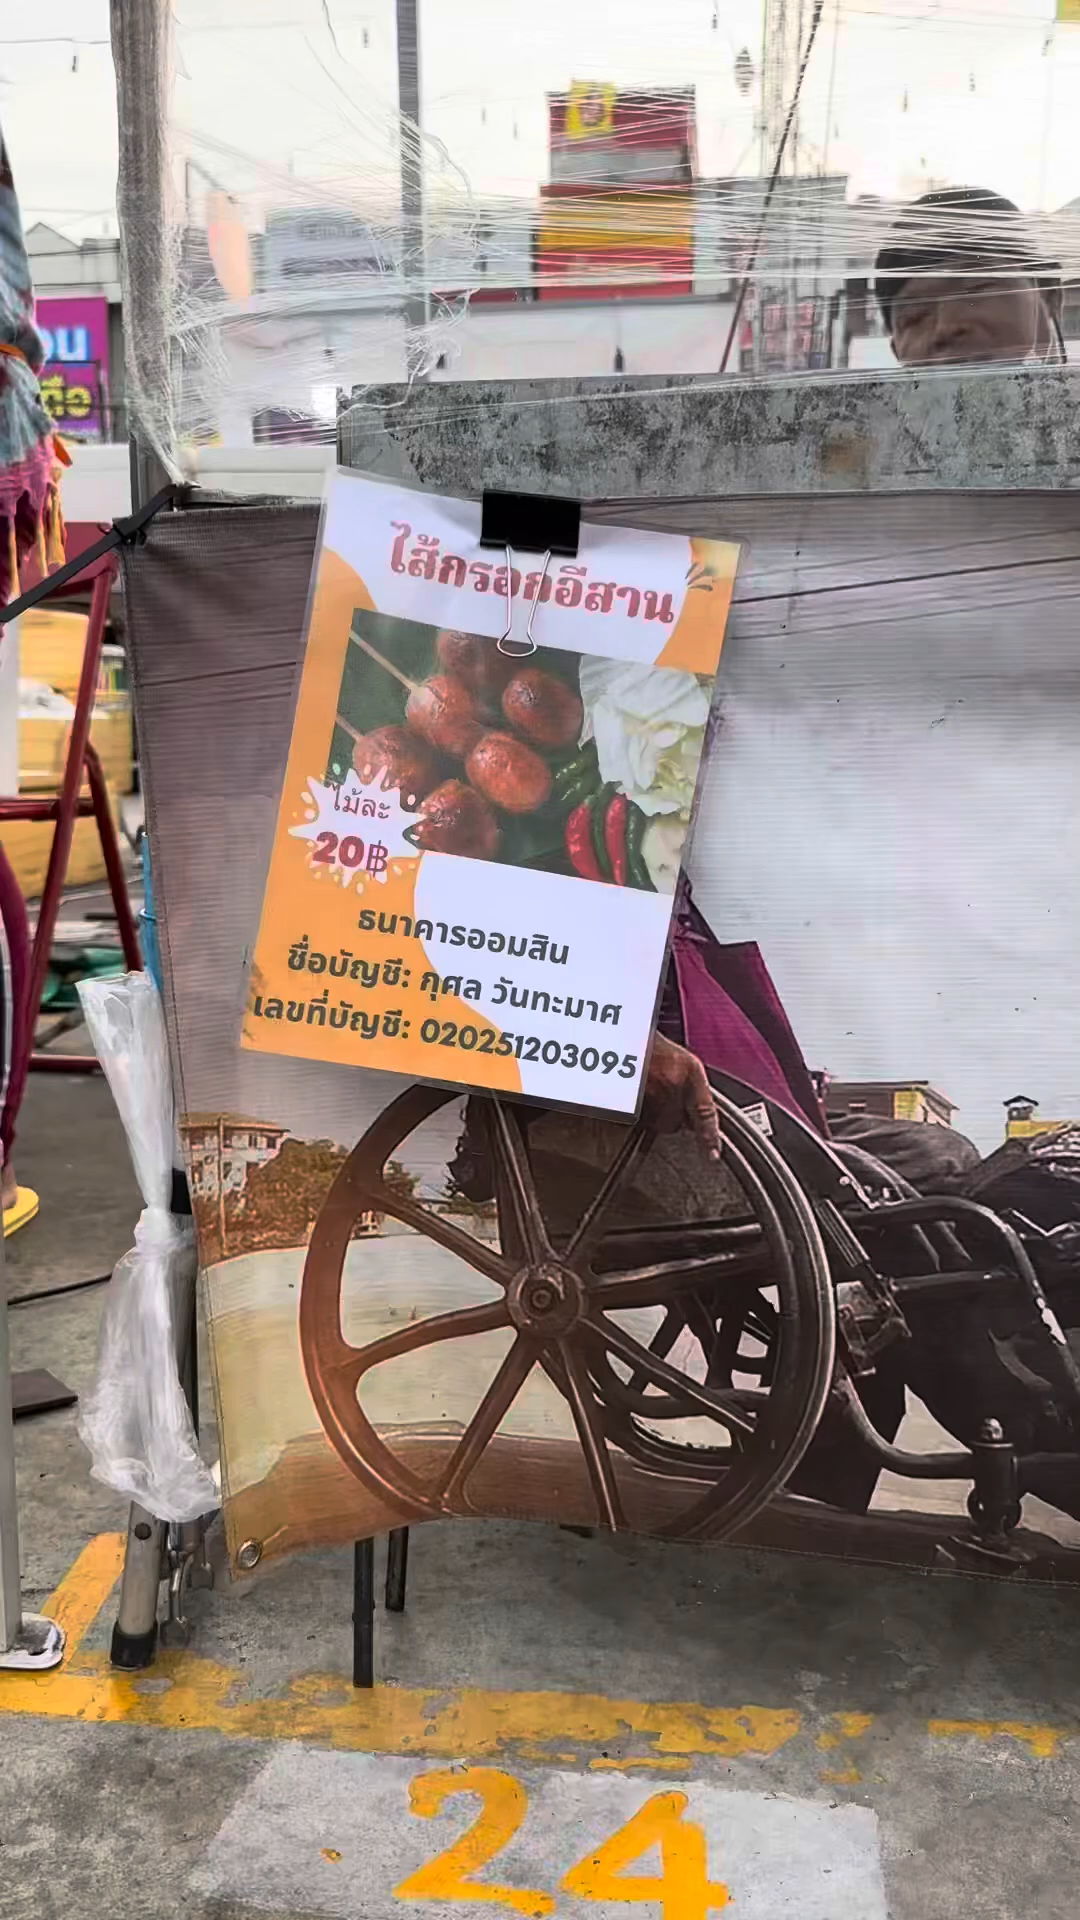 ไส้กรอกอีสาน
ไม้ละ
20฿
ธนาคารออมสิน
ชื่อบัญชี: กุศล วันทะมาศ
เลขที่บัญชี: 020251203095
24